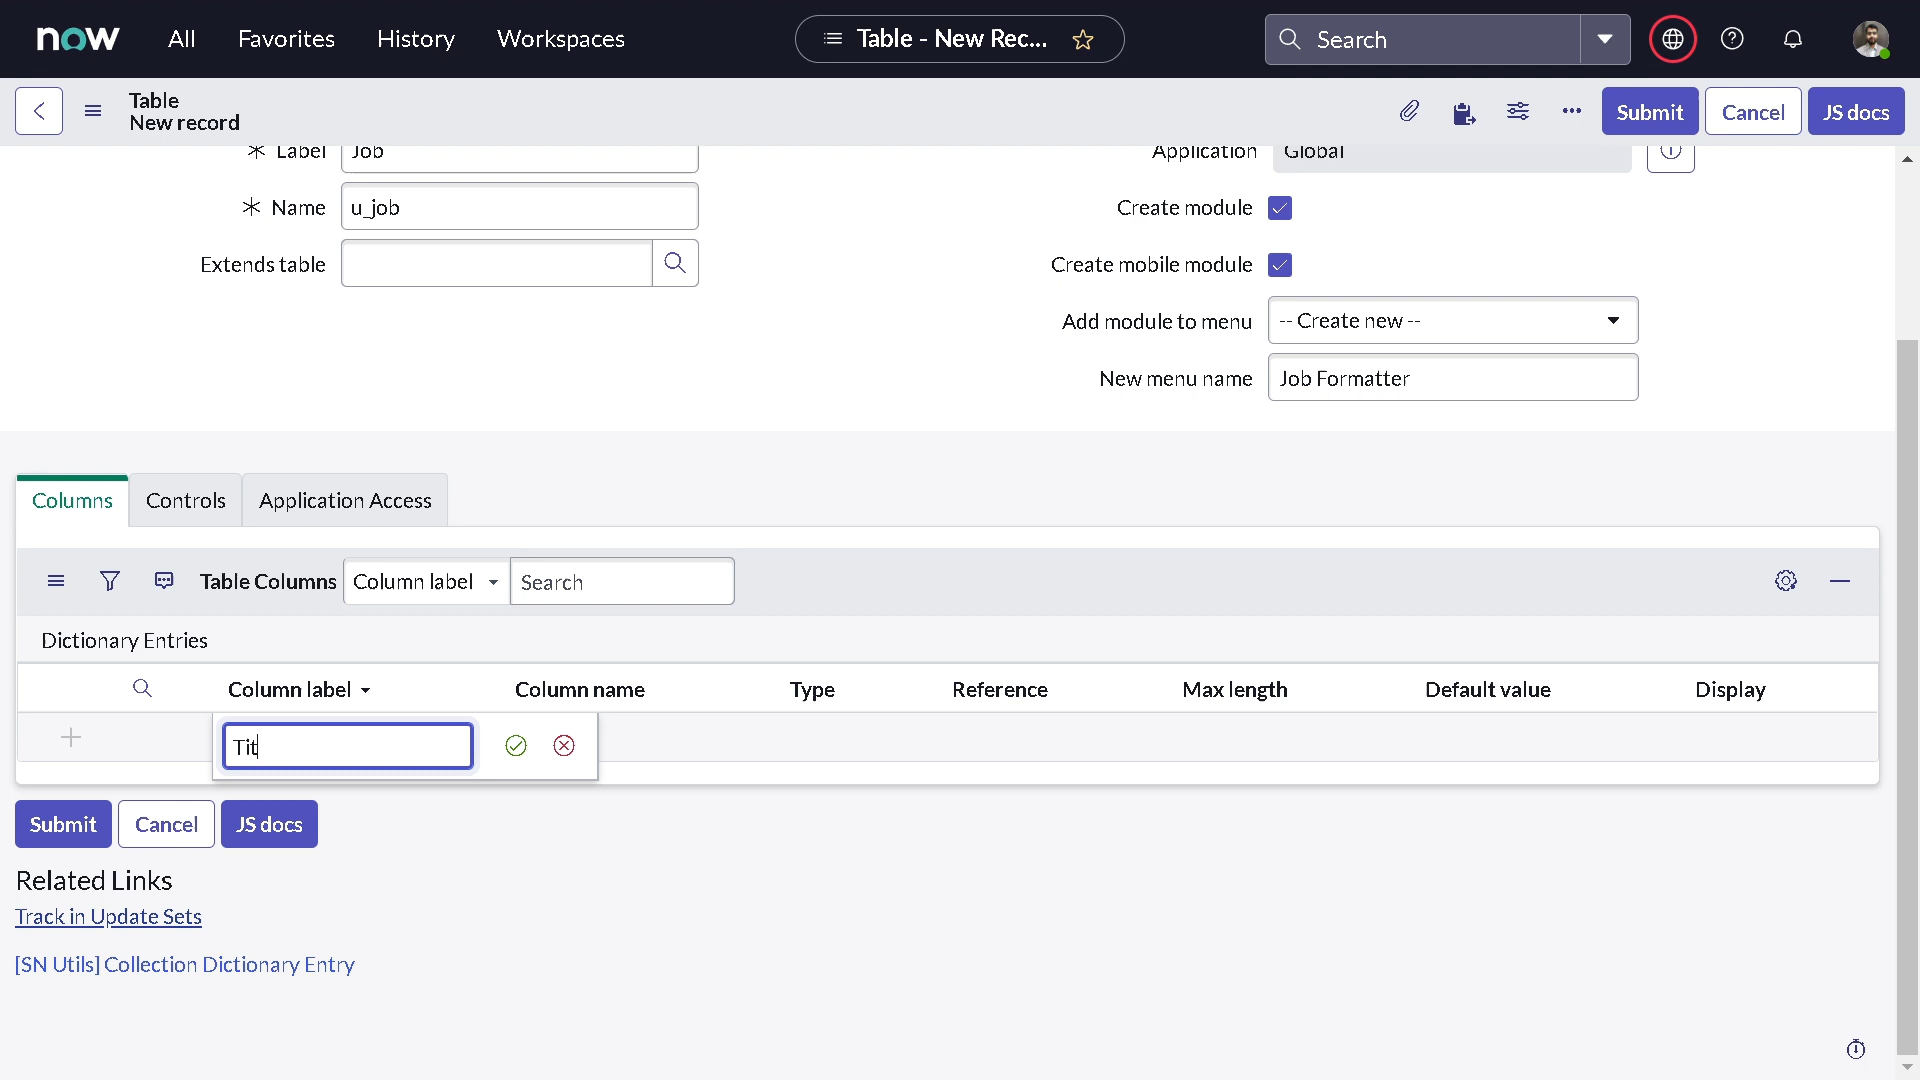 now All Favorites History Workspaces Table - New Rec... Search
Table
New record
Submit Cancel JS docs
Label Job Application Global
Name u_job Create module
Extends table Create mobile module
Add module to menu -- Create new --
New menu name Job Formatter
Columns Controls Application Access
Table Columns Column label Search
Dictionary Entries
Column label Column name Type Reference Max length Default value Display
Tit
Submit Cancel JS docs
Related Links
Track in Update Sets
[SN Utils] Collection Dictionary Entry